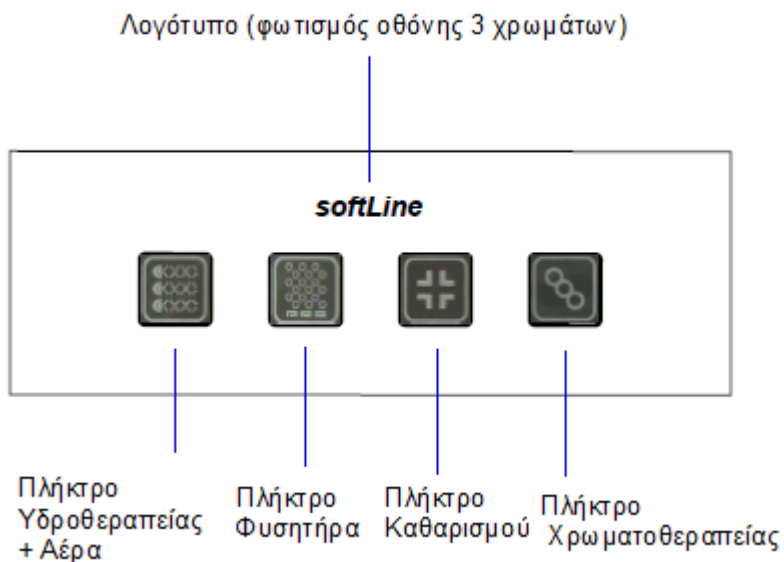 Λογότυπο (φωτισμός οθόνης 3 χρωμάτων)
softLine
Πλήκτρο
Υδροθεραπείας
+ Αέρα
Πλήκτρο
Φυσητήρα
Πλήκτρο
Καθαρισμού
Πλήκτρο
Χρωματοθεραπείας